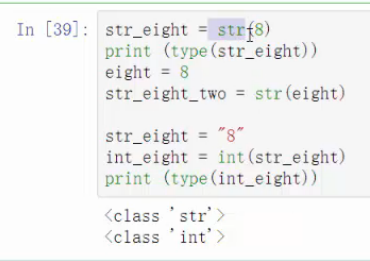 In [39]: str_eight = str(8)
print (type(str_eight))
eight = 8
str_eight_two = str(eight)
str_eight = "8"
int_eight = int(str_eight)
print (type(int_eight))
<class 'str'>
<class 'int'>